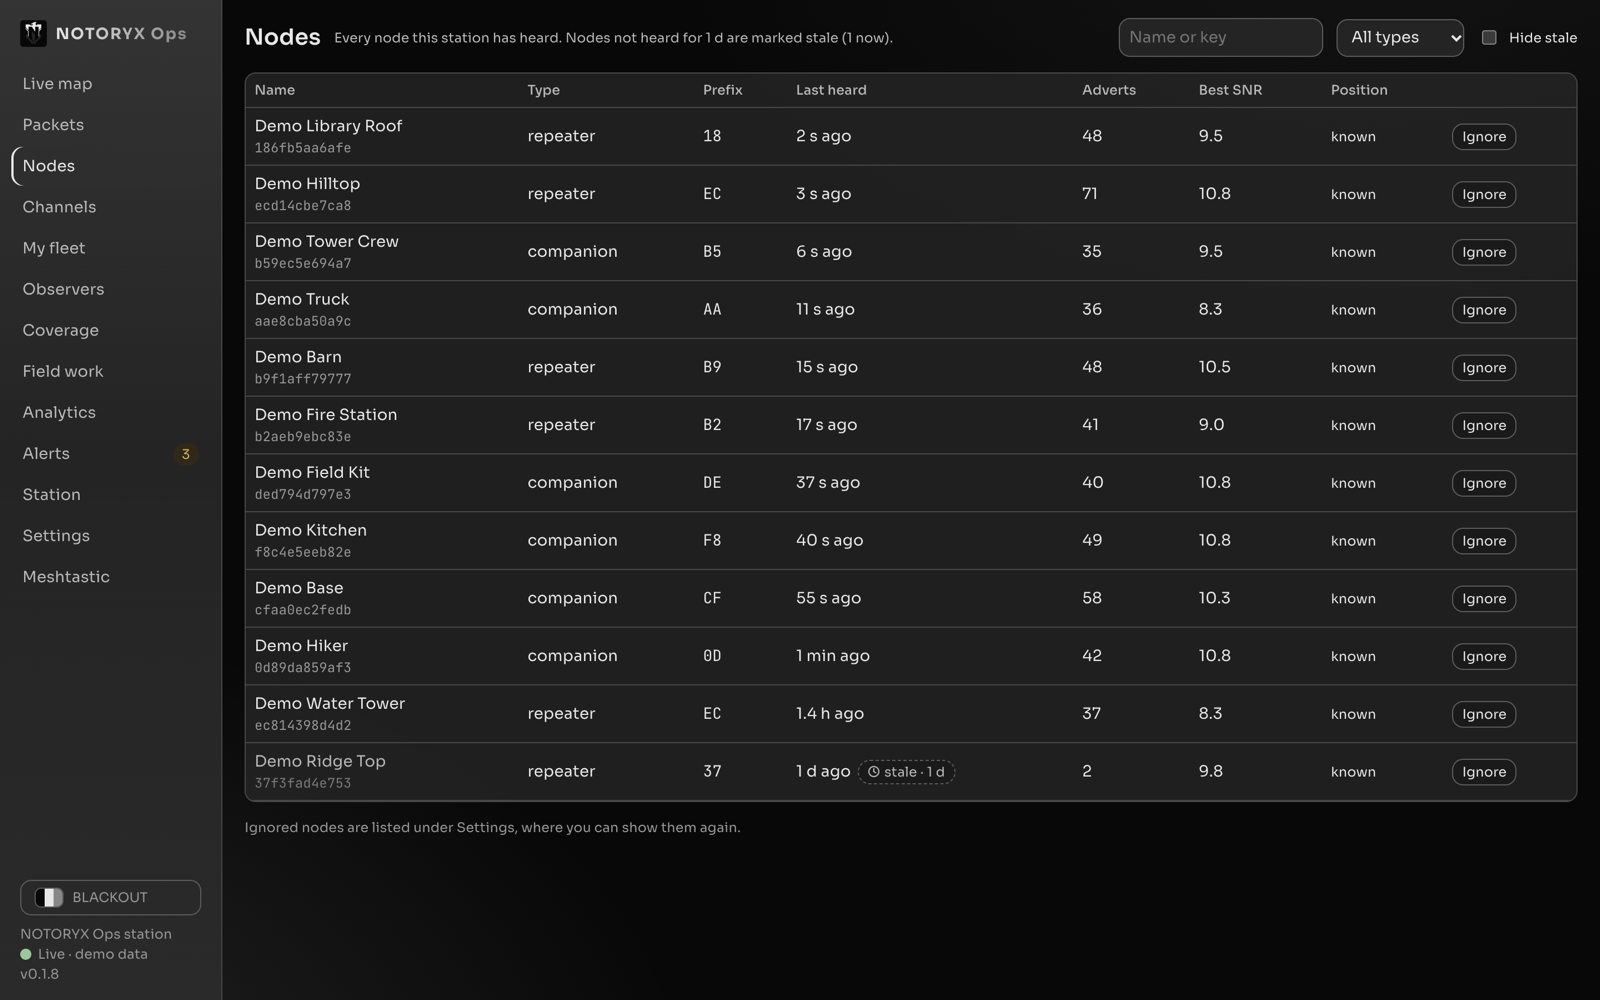 NOTORYX Ops
Live map
Packets
Nodes
Channels
My fleet
Observers
Coverage
Field work
Analytics
Alerts 3
Station
Settings
Meshtastic
BLACKOUT
NOTORYX Ops station
Live · demo data
v0.1.8
Nodes Every node this station has heard. Nodes not heard for 1 d are marked stale (1 now). Name or key All types Hide stale
Name Type Prefix Last heard Adverts Best SNR Position
Demo Library Roof
186fb5aa6afe
repeater 18 2 s ago 48 9.5 known Ignore
Demo Hilltop
ecd14cbe7ca8
repeater EC 3 s ago 71 10.8 known Ignore
Demo Tower Crew
b59ec5e694a7
companion B5 6 s ago 35 9.5 known Ignore
Demo Truck
aae8cba50a9c
companion AA 11 s ago 36 8.3 known Ignore
Demo Barn
b9f1aff79777
repeater B9 15 s ago 48 10.5 known Ignore
Demo Fire Station
b2aeb9ebc83e
repeater B2 17 s ago 41 9.0 known Ignore
Demo Field Kit
ded794d797e3
companion DE 37 s ago 40 10.8 known Ignore
Demo Kitchen
f8c4e5eeb82e
companion F8 40 s ago 49 10.8 known Ignore
Demo Base
cfaa0ec2fedb
companion CF 55 s ago 58 10.3 known Ignore
Demo Hiker
0d89da859af3
companion 0D 1 min ago 42 10.8 known Ignore
Demo Water Tower
ec814398d4d2
repeater EC 1.4 h ago 37 8.3 known Ignore
Demo Ridge Top
37f3fad4e753
repeater 37 1 d ago stale · 1 d 2 9.8 known Ignore
Ignored nodes are listed under Settings, where you can show them again.